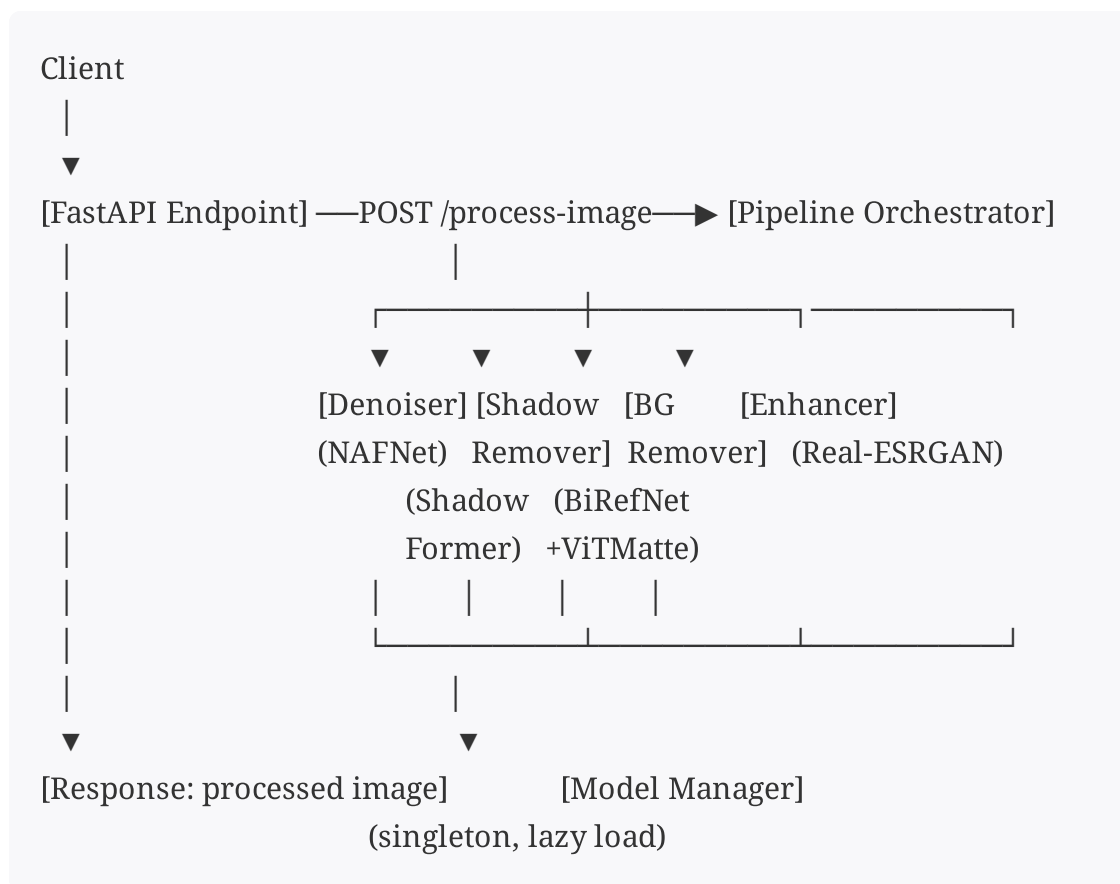 Client
│
▼
[FastAPI Endpoint] ──POST /process-image──▶ [Pipeline Orchestrator]
│ │
│ ┌──────────┼──────────┐──────────┐
│ ▼ ▼ ▼ ▼
│ [Denoiser] [Shadow [BG [Enhancer]
│ (NAFNet) Remover] Remover] (Real-ESRGAN)
│ (Shadow (BiRefNet
│ Former) +ViTMatte)
│ │ │ │ │
│ └──────────┴──────────┴──────────┘
│ │
▼ ▼
[Response: processed image] [Model Manager]
(singleton, lazy load)